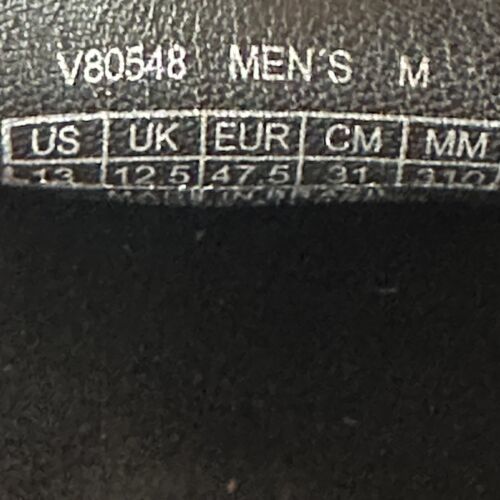 V80548 MEN'S M
US UK EUR CM MM
13 12.5 47.5 31 310